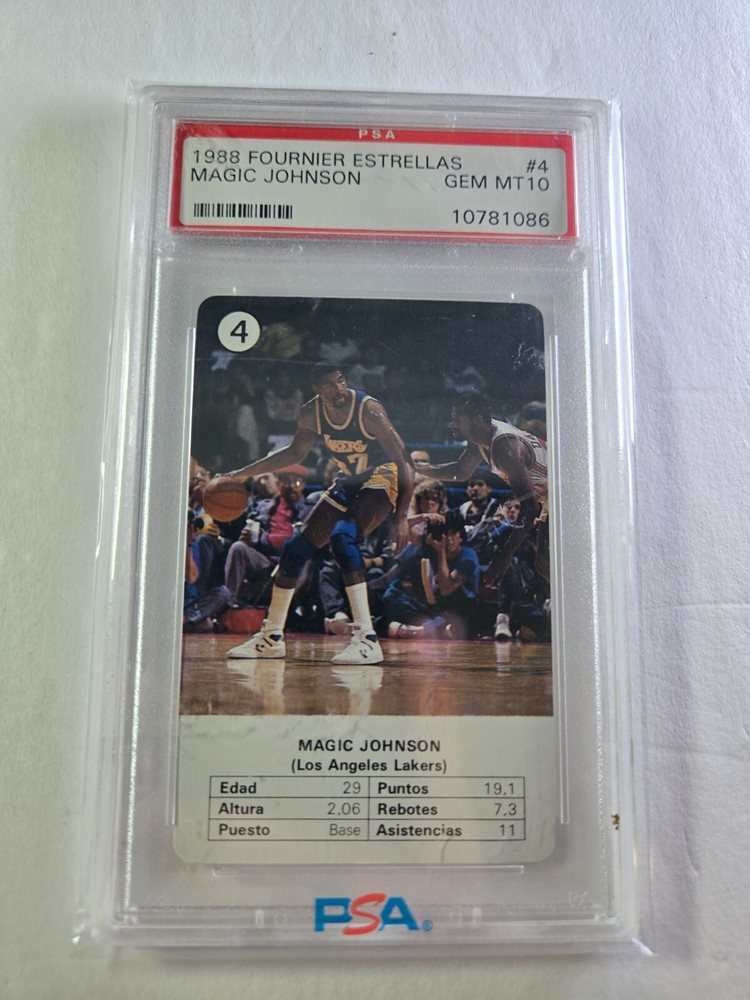 PSA
1988 FOURNIER ESTRELLAS #4
MAGIC JOHNSON GEM MT10
10781086
4
LAKERS
MAGIC JOHNSON
(Los Angeles Lakers)
Edad 29 Puntos 19,1
Altura 2,06 Rebotes 7,3
Puesto Base Asistencias 11
PSA®